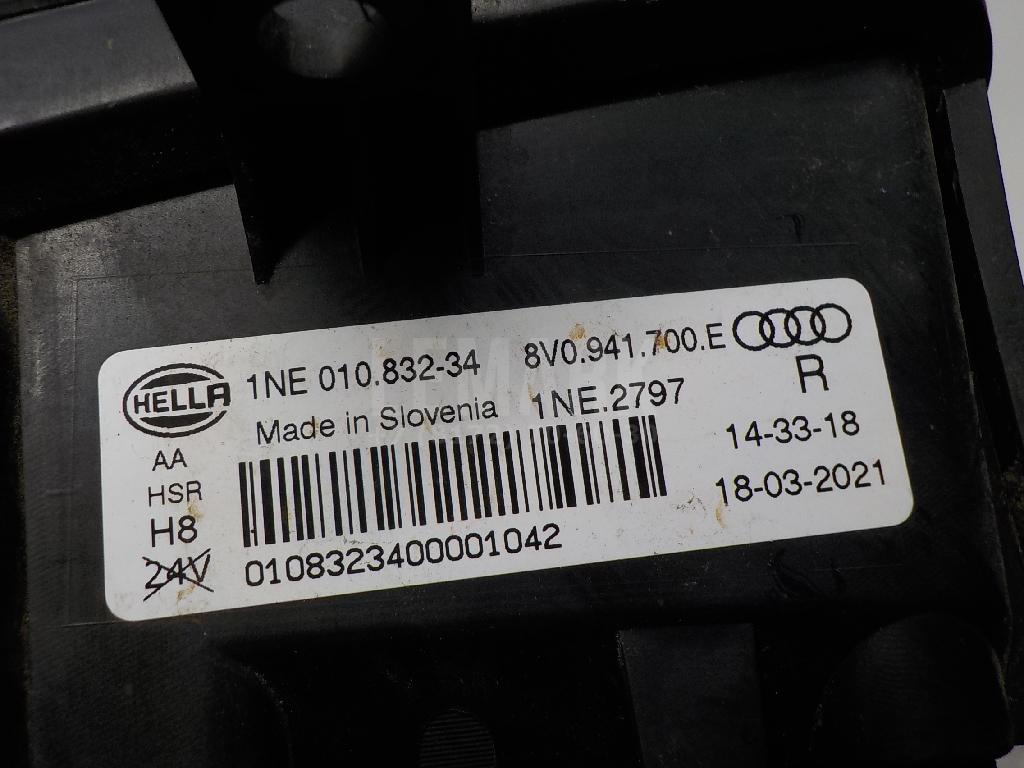 HELLA 1NE 010.832-34 8V0.941.700.E
Made in Slovenia 1NE.2797 R
AA 14-33-18
HSR 18-03-2021
H8
24V 0108323400001042